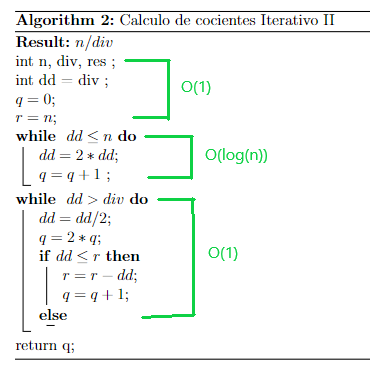 Algorithm 2: Calculo de cocientes Iterativo II
Result: n/div
int n, div, res ;
int dd = div ;
q = 0;
r = n;
O(1)
while dd ≤ n do
dd = 2 ∗ dd;
q = q + 1 ;
O(log(n))
while dd > div do
dd = dd/2;
q = 2 ∗ q;
if dd ≤ r then
r = r − dd;
q = q + 1;
else
O(1)
return q;